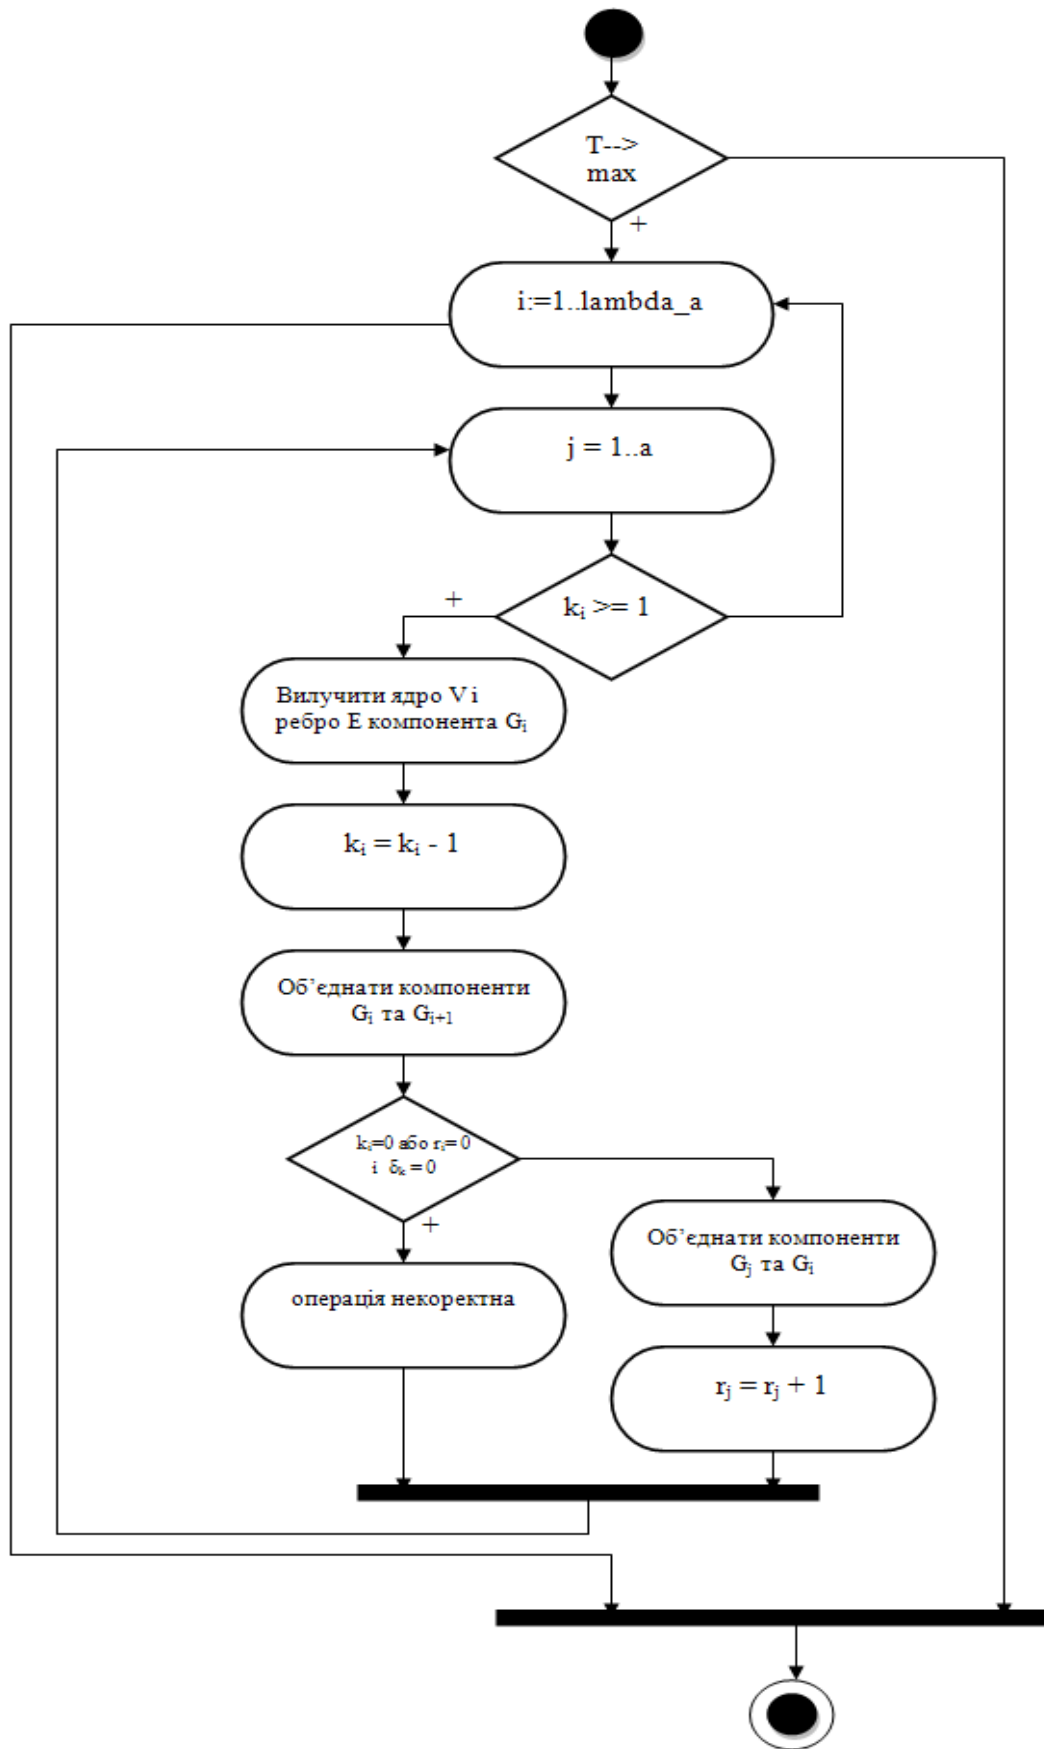 T-->
max
+
i:=1..lambda_a
j = 1..a
kᵢ >= 1
+
Вилучити ядро V і
ребро E компонента Gᵢ
kᵢ = kᵢ - 1
Об’єднати компоненти
Gᵢ та Gᵢ₊₁
kᵢ=0 або rᵢ= 0
і δₖ = 0
+
Об’єднати компоненти
Gⱼ та Gᵢ
операція некоректна
rⱼ = rⱼ + 1